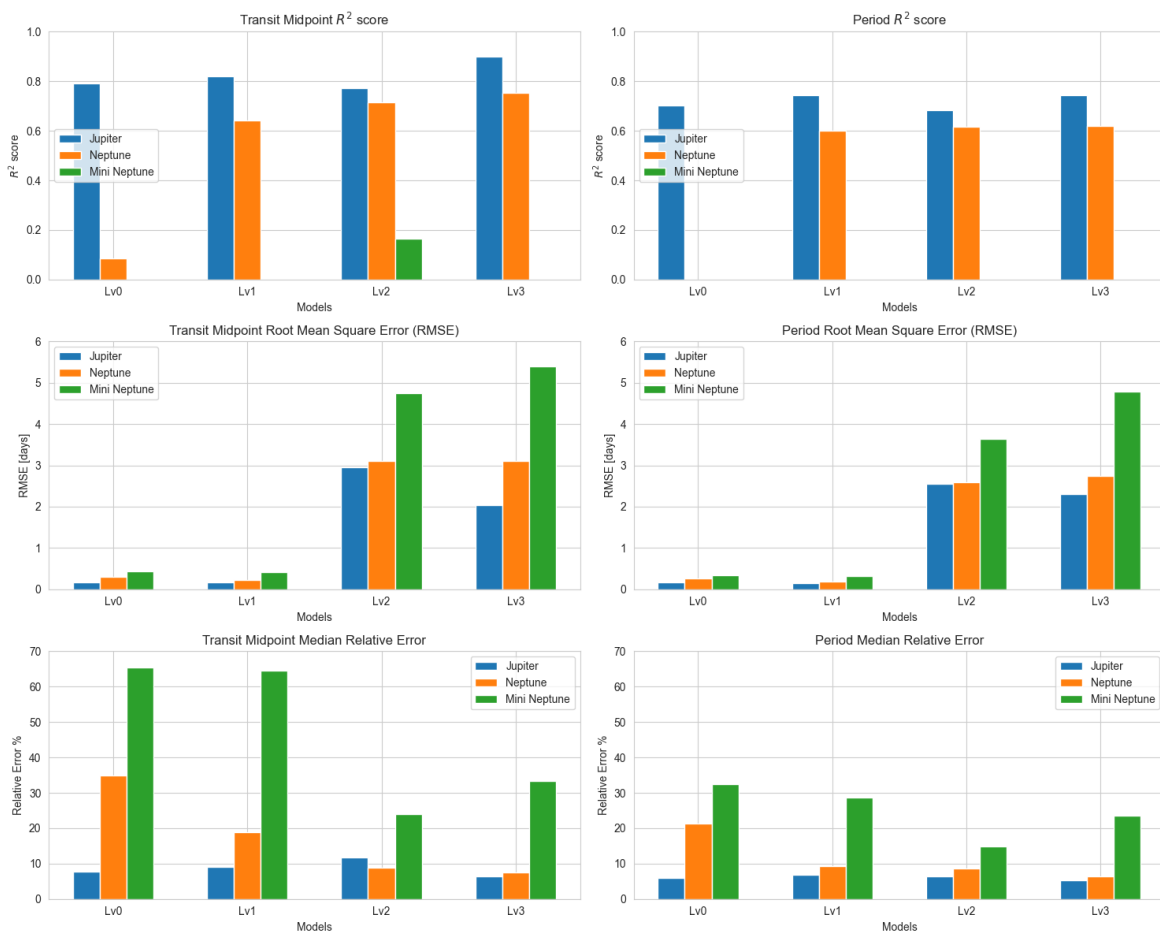 Transit Midpoint R² score
1.0
0.8
0.6
0.4
0.2
0.0
R² score
Jupiter
Neptune
Mini Neptune
Lv0 Lv1 Lv2 Lv3
Models
Period R² score
1.0
0.8
0.6
0.4
0.2
0.0
R² score
Jupiter
Neptune
Mini Neptune
Lv0 Lv1 Lv2 Lv3
Models
Transit Midpoint Root Mean Square Error (RMSE)
6
5
4
3
2
1
0
RMSE [days]
Jupiter
Neptune
Mini Neptune
Lv0 Lv1 Lv2 Lv3
Models
Period Root Mean Square Error (RMSE)
6
5
4
3
2
1
0
RMSE [days]
Jupiter
Neptune
Mini Neptune
Lv0 Lv1 Lv2 Lv3
Models
Transit Midpoint Median Relative Error
70
60
50
40
30
20
10
0
Relative Error %
Jupiter
Neptune
Mini Neptune
Lv0 Lv1 Lv2 Lv3
Models
Period Median Relative Error
70
60
50
40
30
20
10
0
Relative Error %
Jupiter
Neptune
Mini Neptune
Lv0 Lv1 Lv2 Lv3
Models